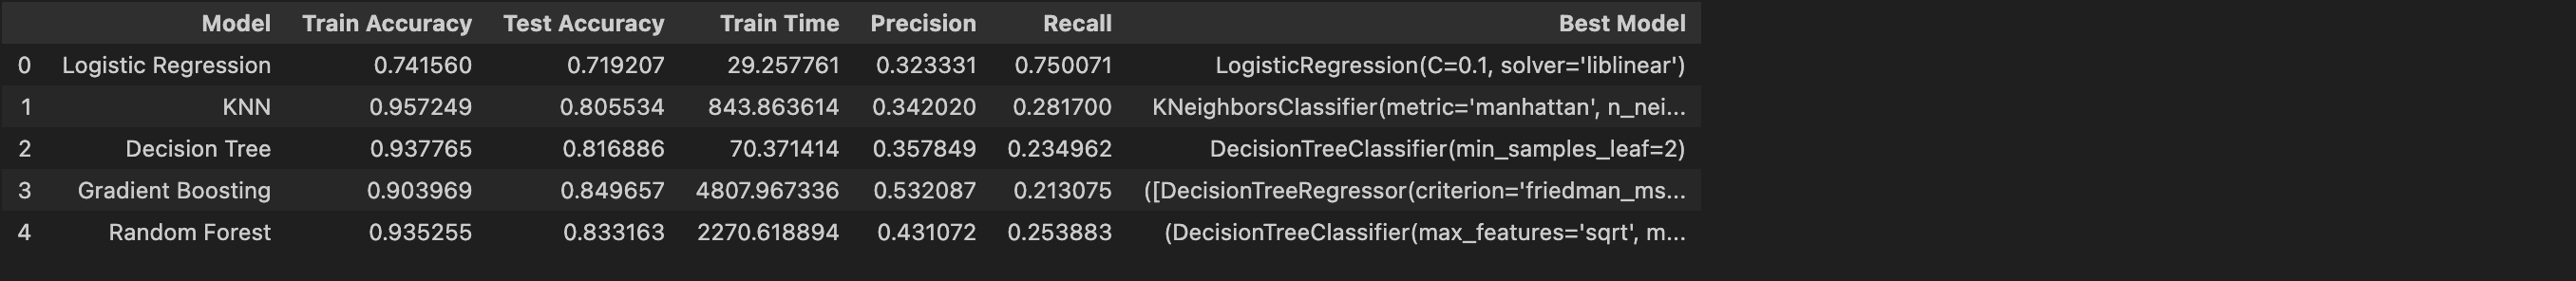 Model Train Accuracy Test Accuracy Train Time Precision Recall Best Model
0 Logistic Regression 0.741560 0.719207 29.257761 0.323331 0.750071 LogisticRegression(C=0.1, solver='liblinear')
1 KNN 0.957249 0.805534 843.863614 0.342020 0.281700 KNeighborsClassifier(metric='manhattan', n_nei...
2 Decision Tree 0.937765 0.816886 70.371414 0.357849 0.234962 DecisionTreeClassifier(min_samples_leaf=2)
3 Gradient Boosting 0.903969 0.849657 4807.967336 0.532087 0.213075 ([DecisionTreeRegressor(criterion='friedman_ms...
4 Random Forest 0.935255 0.833163 2270.618894 0.431072 0.253883 (DecisionTreeClassifier(max_features='sqrt', m...